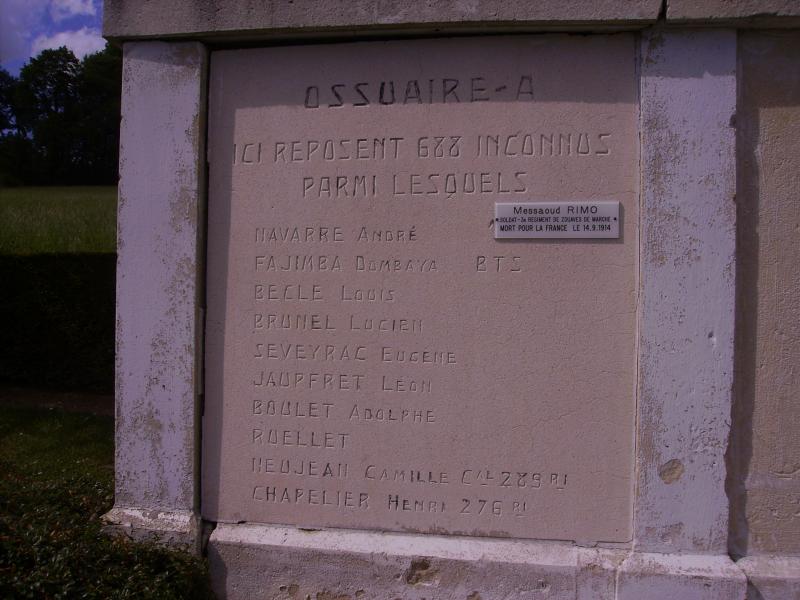 OSSUAIRE-A
ICI REPOSENT 688 INCONNUS
PARMI LESQUELS
Messaoud RIMO
SOLDAT-3e REGIMENT DE ZOUAVES DE MARCHE
MORT POUR LA FRANCE LE 14.9.1914
NAVARRE André
FAJIMBA Dombaya BTS
BECLE Louis
BRUNEL Lucien
SEVEYRAC Eugène
JAUPFRET Léon
BOULET Adolphe
RUELLET
NEUJEAN Camille Cal 289 RI
CHAPELIER Henri 276 RI